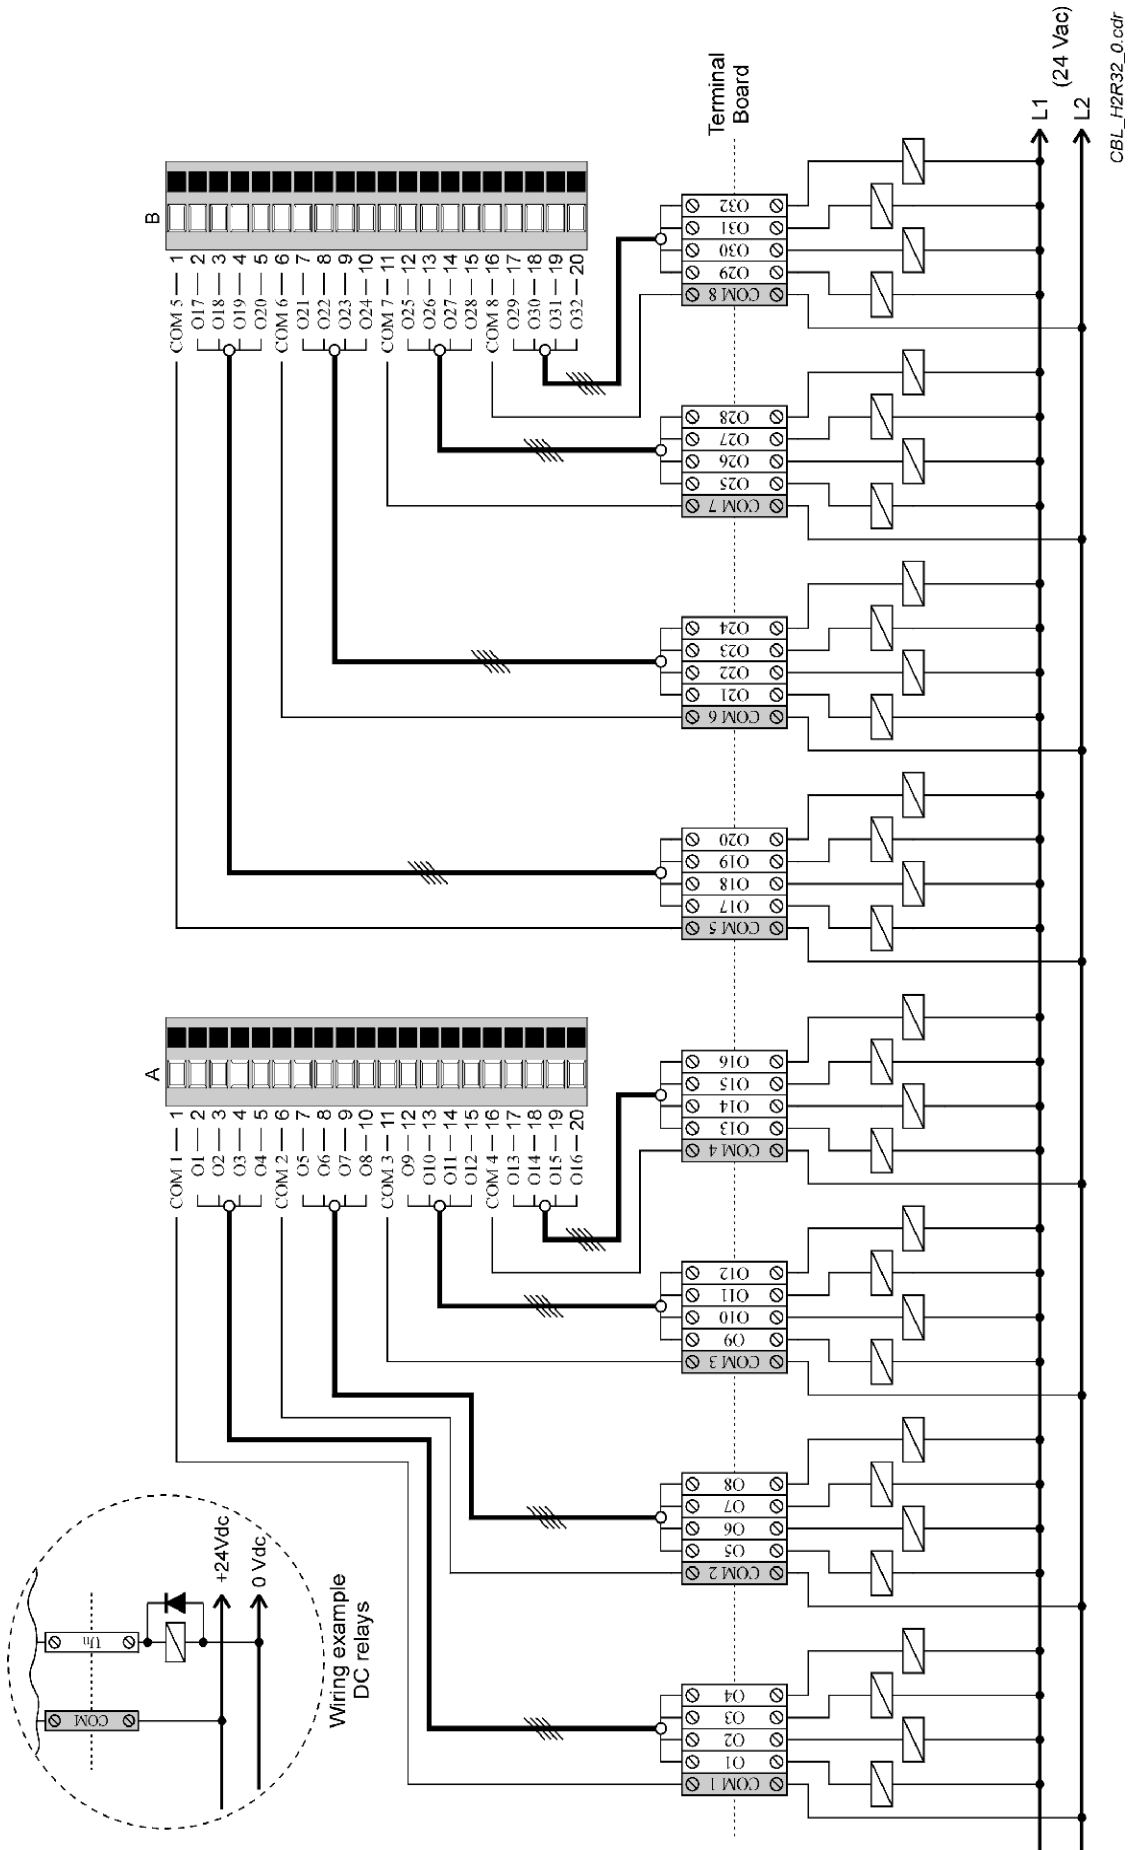 B
COM 5 1
O17 2
O18 3
O19 4
O20 5
COM 6 6
O21 7
O22 8
O23 9
O24 10
COM 7 11
O25 12
O26 13
O27 14
O28 15
COM 8 16
O29 17
O30 18
O31 19
O32 20
A
COM 1 1
O1 2
O2 3
O3 4
O4 5
COM 2 6
O5 7
O6 8
O7 9
O8 10
COM 3 11
O9 12
O10 13
O11 14
O12 15
COM 4 16
O13 17
O14 18
O15 19
O16 20
Terminal
Board
COM 1 O1 O2 O3 O4
COM 2 O5 O6 O7 O8
COM 3 O9 O10 O11 O12
COM 4 O13 O14 O15 O16
COM 5 O17 O18 O19 O20
COM 6 O21 O22 O23 O24
COM 7 O25 O26 O27 O28
COM 8 O29 O30 O31 O32
COM
Un
+24Vdc
0 Vdc
Wiring example
DC relays
L1
(24 Vac)
L2
CBL_H2R32_0.cdr